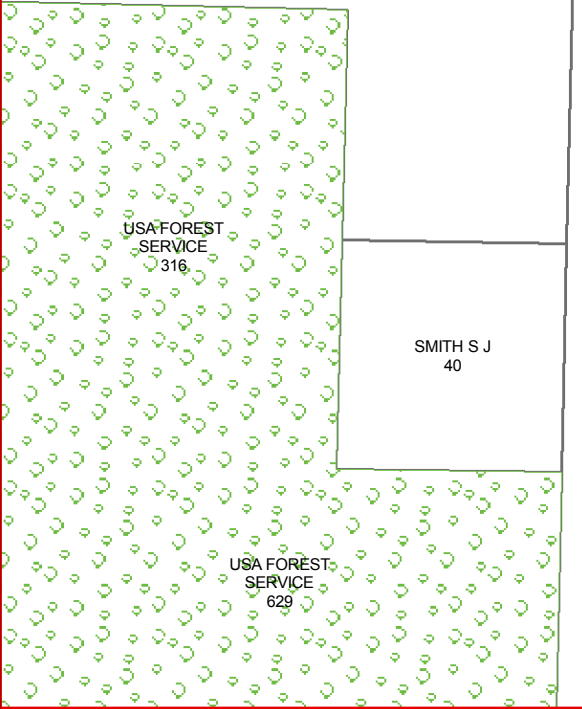 USA FOREST
SERVICE
316
SMITH S J
40
USA FOREST
SERVICE
629